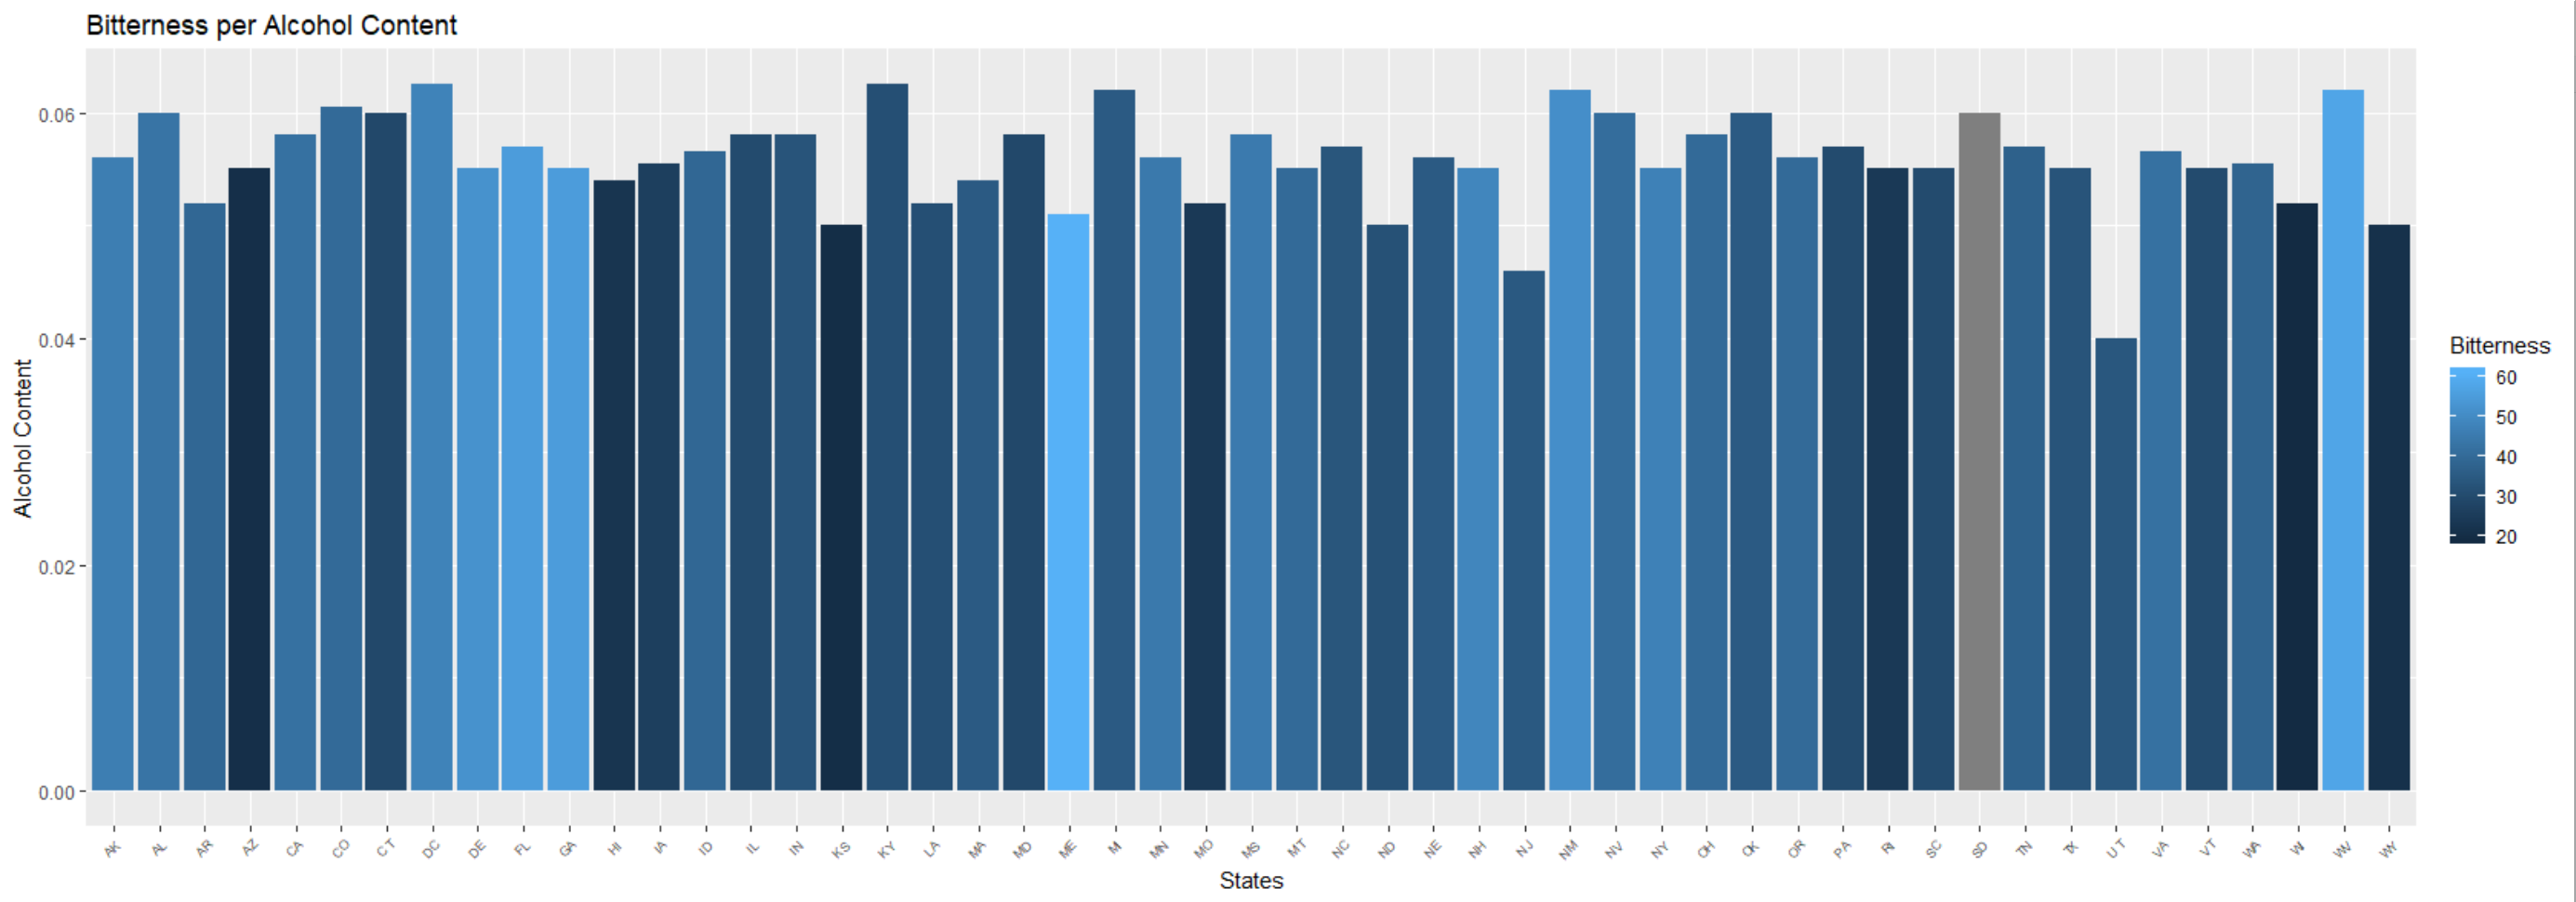 Bitterness per Alcohol Content
0.06
0.04
0.02
0.00
Alcohol Content
AK AL AR AZ CA CO CT DC DE FL GA HI IA ID IL IN KS KY LA MA MD ME MI MN MO MS MT NC ND NE NH NJ NM NV NY OH OK OR PA RI SC SD TN TX UT VA VT WA WI WV WY
States
Bitterness
60
50
40
30
20